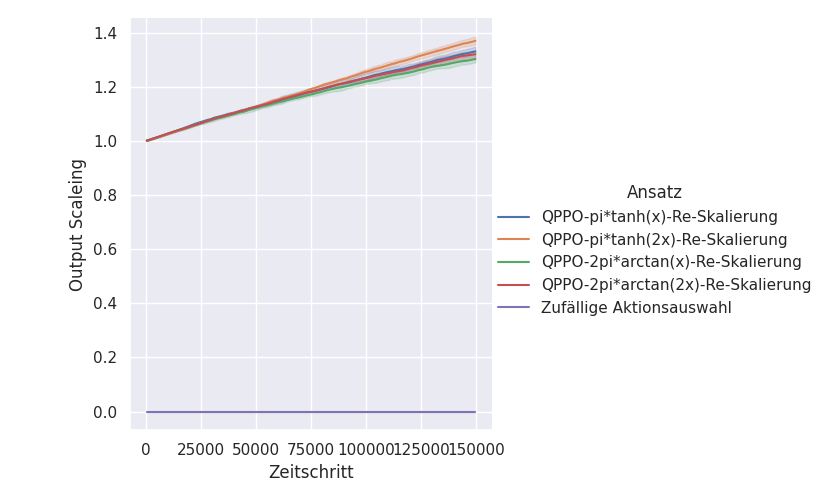 1.4
1.2
1.0
0.8
0.6
0.4
0.2
0.0
Output Scaleing
0 25000 50000 75000 100000 125000 150000
Zeitschritt
Ansatz
QPPO-pi*tanh(x)-Re-Skalierung
QPPO-pi*tanh(2x)-Re-Skalierung
QPPO-2pi*arctan(x)-Re-Skalierung
QPPO-2pi*arctan(2x)-Re-Skalierung
Zufällige Aktionsauswahl